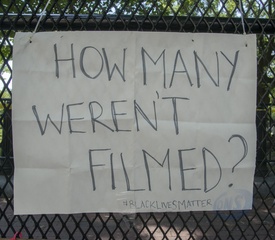 HOW MANY
WEREN'T
FILMED?
#BLACKLIVESMATTER